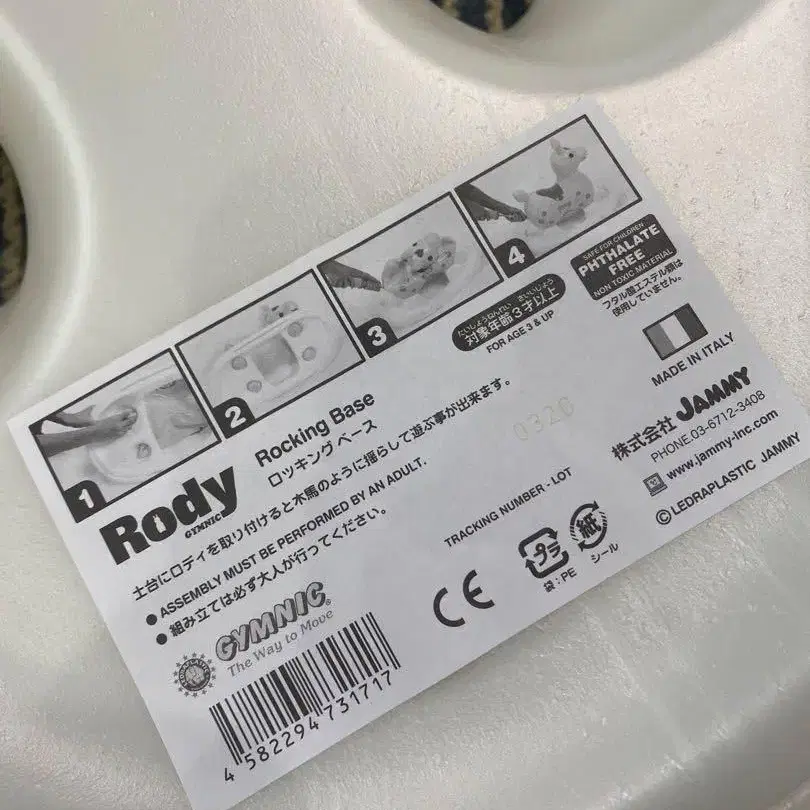 1
2
3
4
Rody
GYMNIC
Rocking Base
ロッキングベース
たいしょうねんれい さいいじょう
対象年齢3才以上
FOR AGE 3 & UP
SAFE FOR CHILDREN
PHTHALATE
FREE
NON TOXIC MATERIAL
フタル酸エステル類は
使用していません。
MADE IN ITALY
土台にロディを取り付けると木馬のように揺らして遊ぶ事が出来ます。
● ASSEMBLY MUST BE PERFORMED BY AN ADULT.
● 組み立ては必ず大人が行ってください。
0320
TRACKING NUMBER - LOT
株式会社 JAMMY
PHONE.03-6712-3408
www.jammy-inc.com
© LEDRAPLASTIC JAMMY
GYMNIC®
The Way to Move
CE
プラ
袋：PE
紙
シール
4 582294 731717